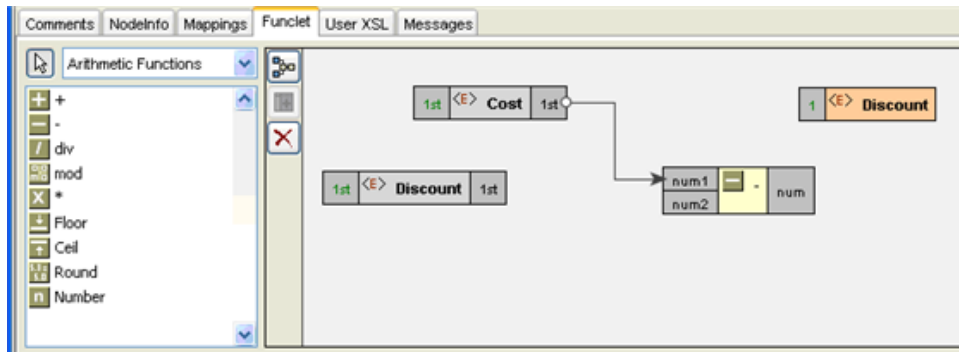 Comments NodeInfo Mappings Funclet User XSL Messages
Arithmetic Functions
+ +
- -
/ div
mod
X *
Floor
Ceil
Round
n Number
1st <E> Cost 1st
1 <E> Discount
1st <E> Discount 1st
num1 - num
num2